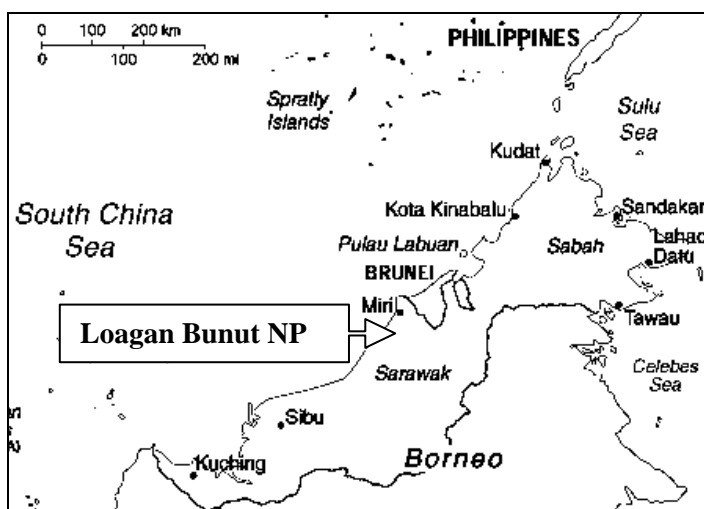 0 100 200 km
0 100 200 mi
PHILIPPINES
Spratly
Islands
Sulu
Sea
Kudat
South China
Sea
Kota Kinabalu
Sandakan
Pulau Labuan
Sabah
Lahad
Datu
BRUNEI
Miri
Tawau
Loagan Bunut NP
Sarawak
Celebes
Sea
Sibu
Borneo
Kuching